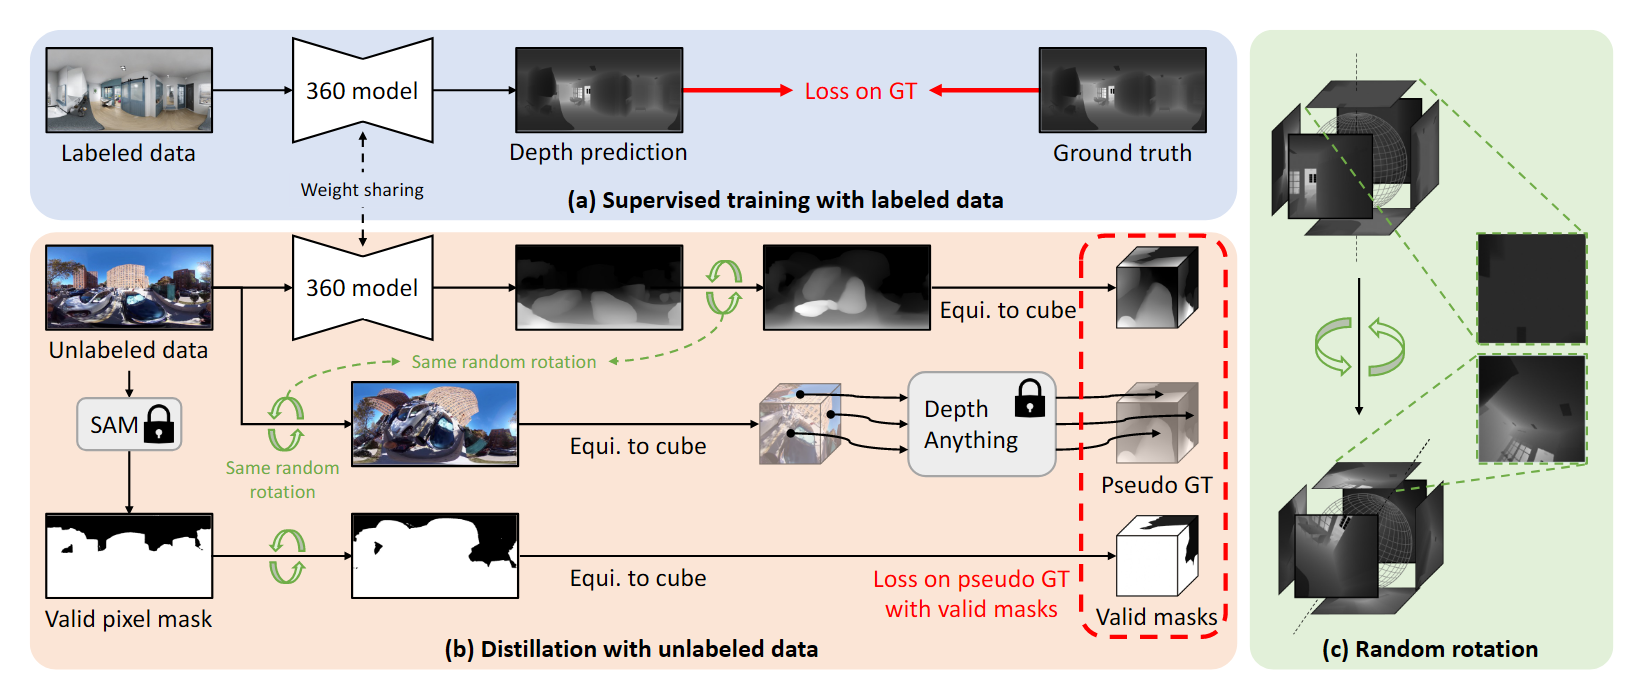 360 model
Loss on GT
Labeled data
Depth prediction
Ground truth
Weight sharing
(a) Supervised training with labeled data
360 model
Equi. to cube
Unlabeled data
Same random rotation
SAM
Depth
Anything
Equi. to cube
Same random
rotation
Pseudo GT
Equi. to cube
Loss on pseudo GT
with valid masks
Valid pixel mask
Valid masks
(b) Distillation with unlabeled data
(c) Random rotation